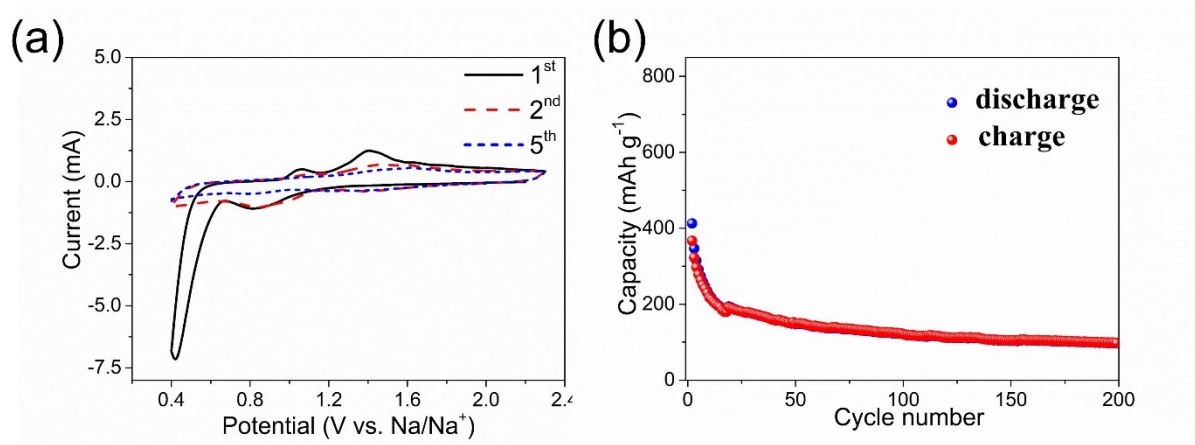 (a)
5.0
2.5
0.0
-2.5
-5.0
-7.5
Current (mA)
1st
2nd
5th
0.4 0.8 1.2 1.6 2.0 2.4
Potential (V vs. Na/Na+)
(b)
800
600
400
200
0
Capacity (mAh g-1)
discharge
charge
0 50 100 150 200
Cycle number